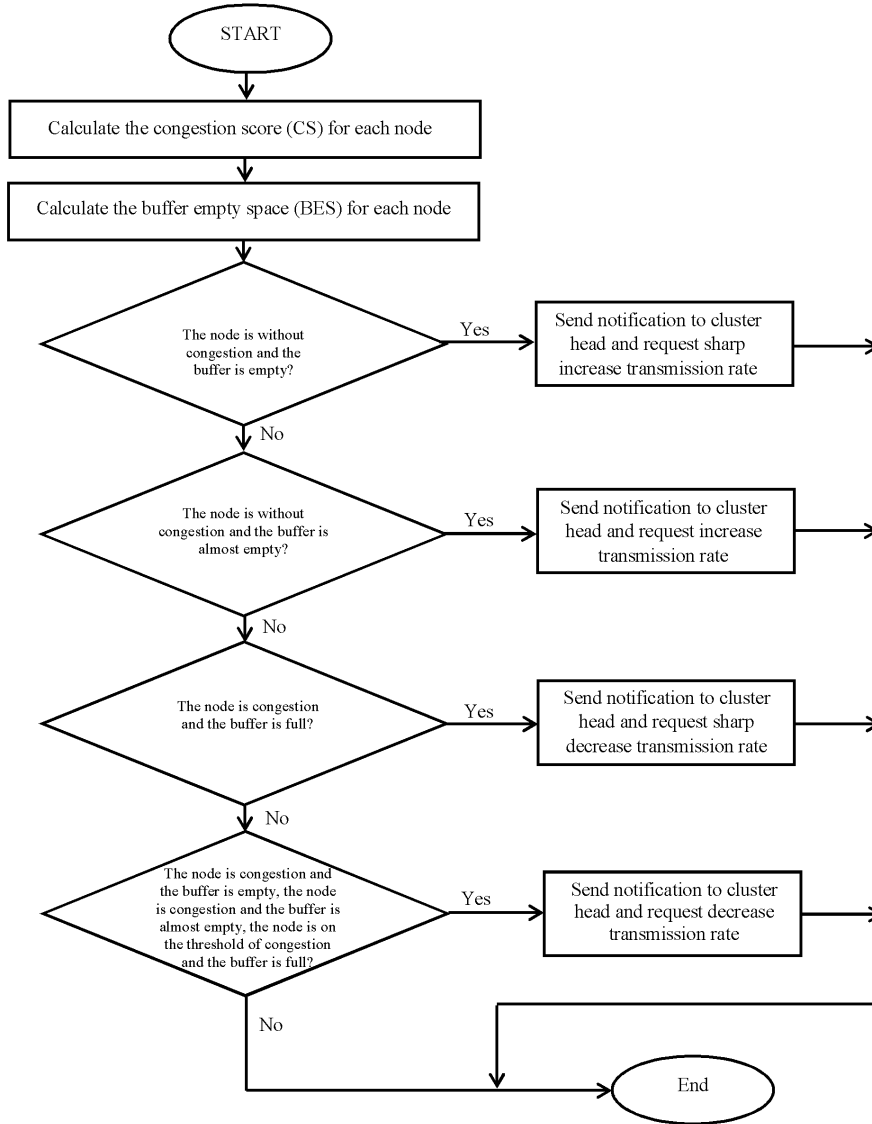 START
Calculate the congestion score (CS) for each node
Calculate the buffer empty space (BES) for each node
The node is without
congestion and the
buffer is empty?
Yes
Send notification to cluster
head and request sharp
increase transmission rate
No
The node is without
congestion and the buffer is
almost empty?
Yes
Send notification to cluster
head and request increase
transmission rate
No
The node is congestion
and the buffer is full?
Yes
Send notification to cluster
head and request sharp
decrease transmission rate
No
The node is congestion and
the buffer is empty, the node
is congestion and the buffer is
almost empty, the node is on
the threshold of congestion
and the buffer is full?
Yes
Send notification to cluster
head and request decrease
transmission rate
No
End